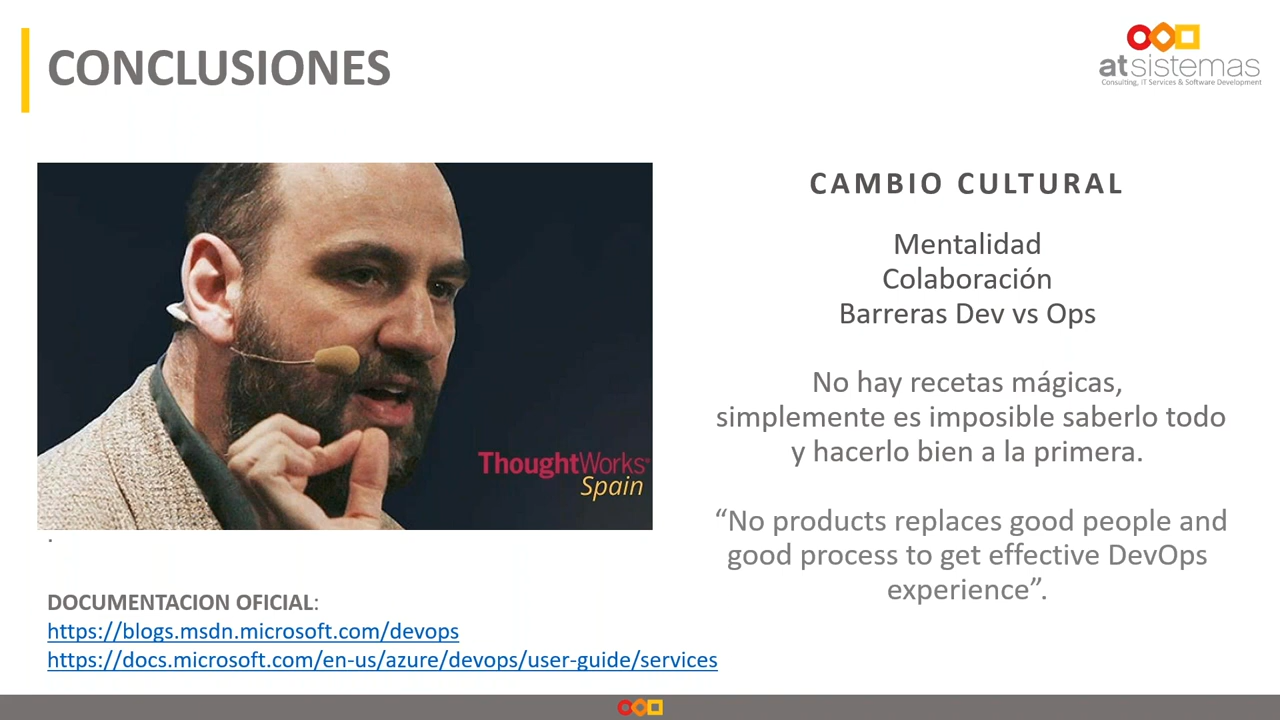 CONCLUSIONES
atsistemas
Consulting, IT Services & Software Development
ThoughtWorks®
Spain
.
DOCUMENTACION OFICIAL:
https://blogs.msdn.microsoft.com/devops
https://docs.microsoft.com/en-us/azure/devops/user-guide/services
CAMBIO CULTURAL
Mentalidad
Colaboración
Barreras Dev vs Ops
No hay recetas mágicas,
simplemente es imposible saberlo todo
y hacerlo bien a la primera.
“No products replaces good people and
good process to get effective DevOps
experience”.